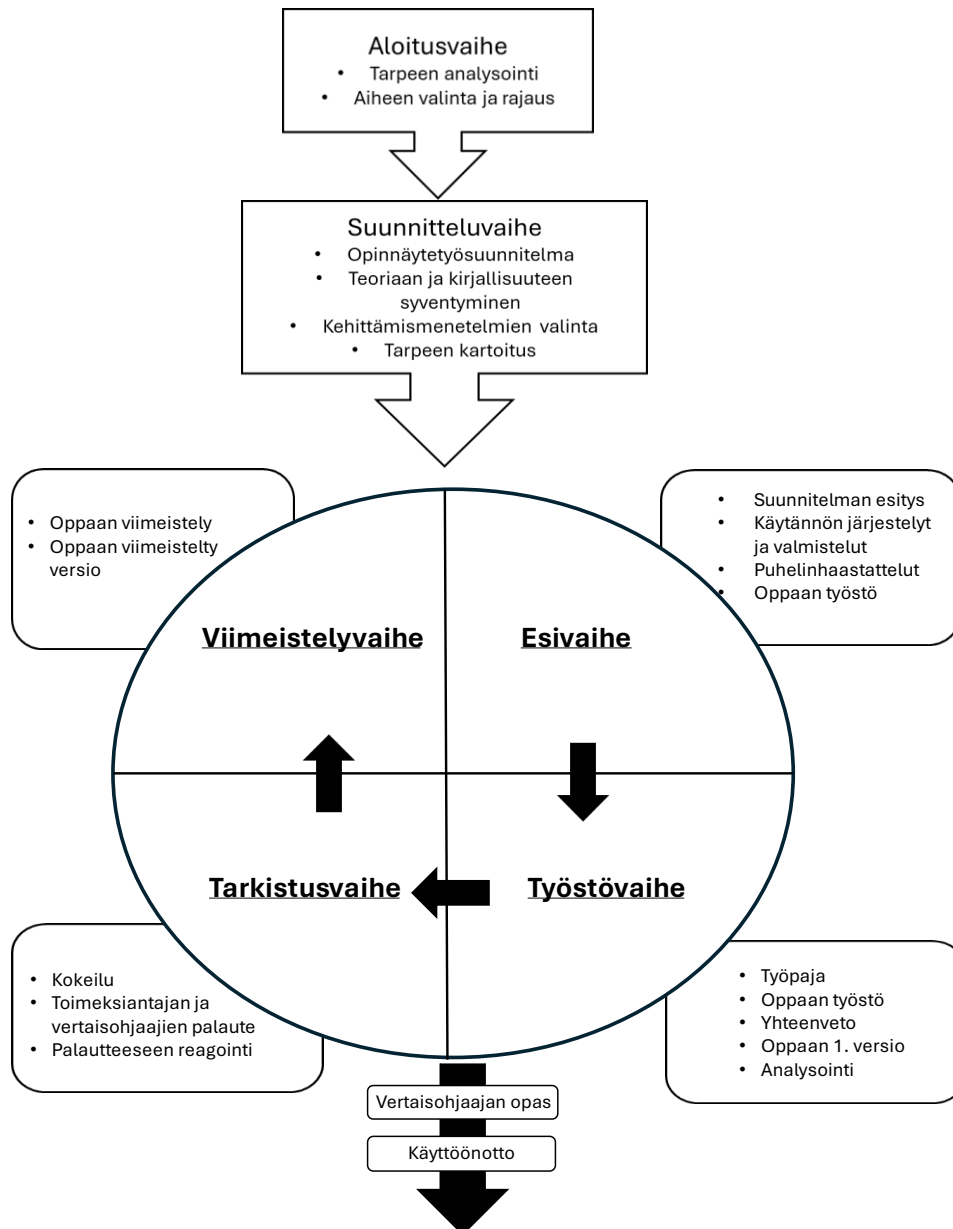 Aloitusvaihe
• Tarpeen analysointi
• Aiheen valinta ja rajaus
Suunnitteluvaihe
• Opinnäytetyösuunnitelma
• Teoriaan ja kirjallisuuteen
syventyminen
• Kehittämismenetelmien valinta
• Tarpeen kartoitus
• Oppaan viimeistely
• Oppaan viimeistelty
versio
• Suunnitelman esitys
• Käytännön järjestelyt
ja valmistelut
• Puhelinhaastattelut
• Oppaan työstö
Viimeistelyvaihe
Esivaihe
Tarkistusvaihe
Työstövaihe
• Kokeilu
• Toimeksiantajan ja
vertaisohjaajien palaute
• Palautteeseen reagointi
• Työpaja
• Oppaan työstö
• Yhteenveto
• Oppaan 1. versio
• Analysointi
Vertaisohjaajan opas
Käyttöönotto